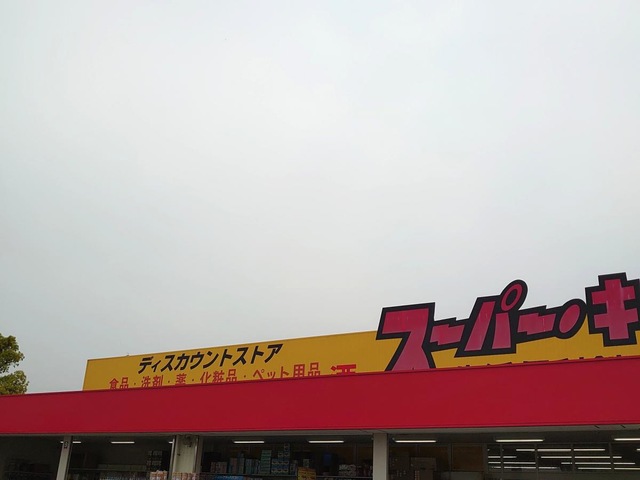 ディスカウントストア
食品・洗剤・薬・化粧品・ペット用品
酒
スーパー・キ